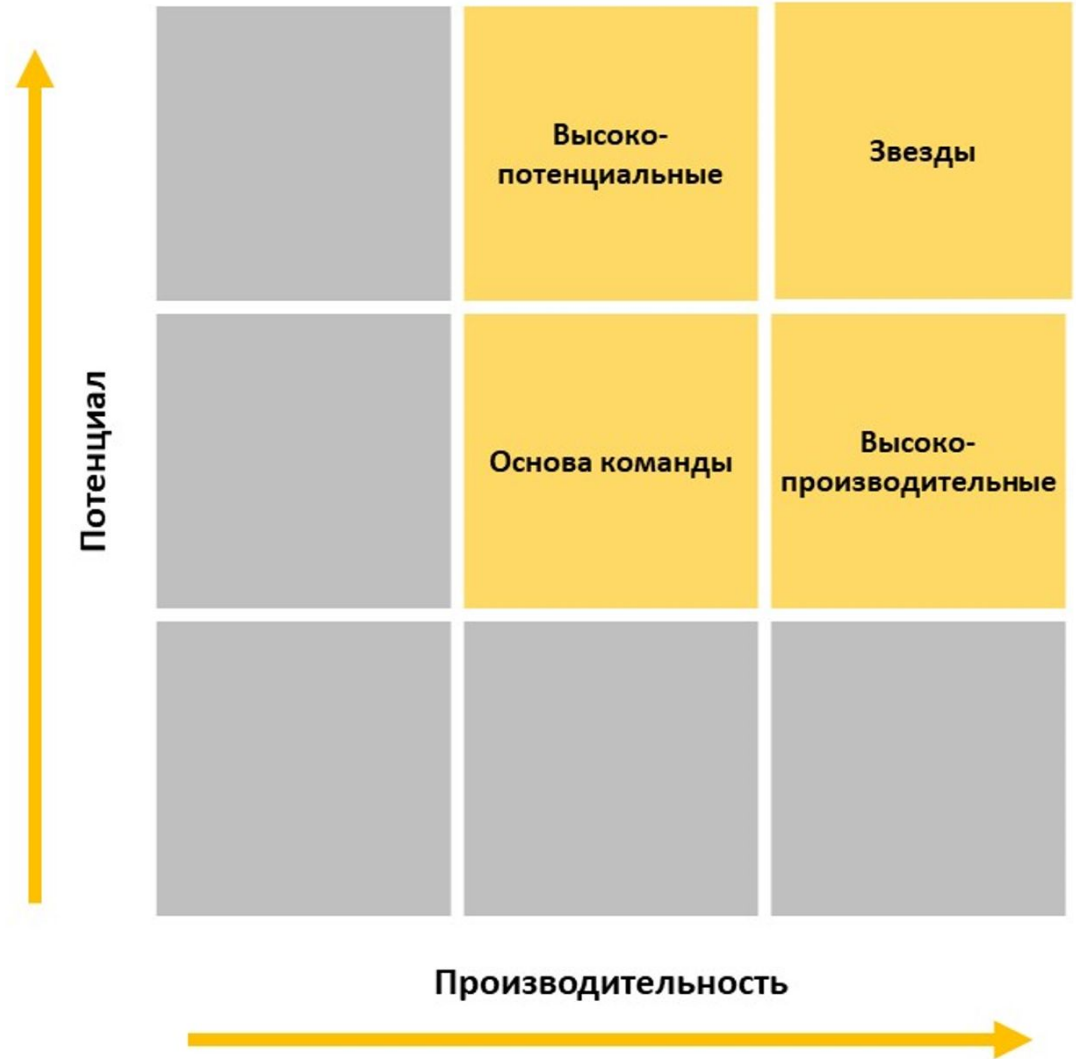 Высоко-
потенциальные
Звезды
Потенциал
Основа команды
Высоко-
производительные
Производительность